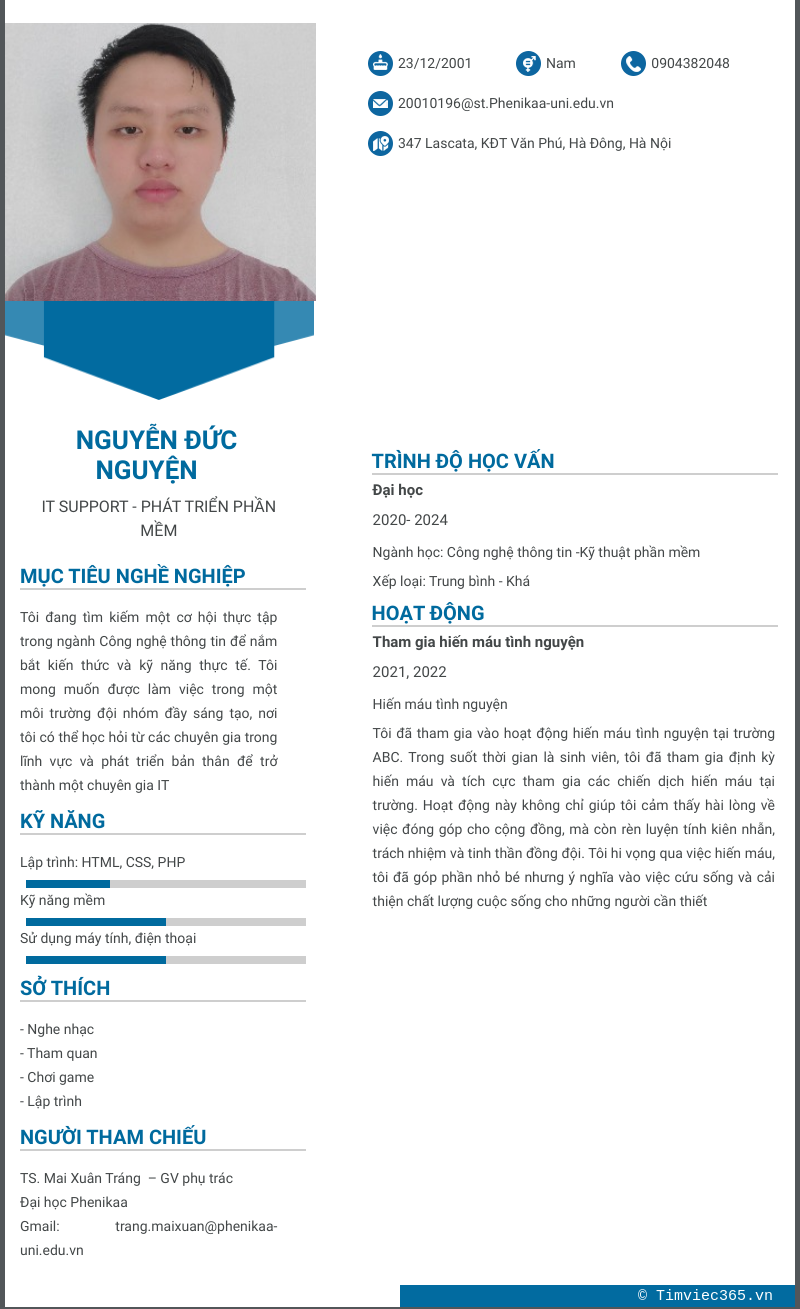 23/12/2001 Nam 0904382048
20010196@st.Phenikaa-uni.edu.vn
347 Lascata, KĐT Văn Phú, Hà Đông, Hà Nội
NGUYỄN ĐỨC
NGUYỆN
IT SUPPORT - PHÁT TRIỂN PHẦN
MỀM
MỤC TIÊU NGHỀ NGHIỆP
Tôi đang tìm kiếm một cơ hội thực tập
trong ngành Công nghệ thông tin để nắm
bắt kiến thức và kỹ năng thực tế. Tôi
mong muốn được làm việc trong một
môi trường đội nhóm đầy sáng tạo, nơi
tôi có thể học hỏi từ các chuyên gia trong
lĩnh vực và phát triển bản thân để trở
thành một chuyên gia IT
KỸ NĂNG
Lập trình: HTML, CSS, PHP
Kỹ năng mềm
Sử dụng máy tính, điện thoại
SỞ THÍCH
- Nghe nhạc
- Tham quan
- Chơi game
- Lập trình
NGƯỜI THAM CHIẾU
TS. Mai Xuân Tráng – GV phụ trác
Đại học Phenikaa
Gmail: trang.maixuan@phenikaa-
uni.edu.vn
TRÌNH ĐỘ HỌC VẤN
Đại học
2020- 2024
Ngành học: Công nghệ thông tin -Kỹ thuật phần mềm
Xếp loại: Trung bình - Khá
HOẠT ĐỘNG
Tham gia hiến máu tình nguyện
2021, 2022
Hiến máu tình nguyện
Tôi đã tham gia vào hoạt động hiến máu tình nguyện tại trường
ABC. Trong suốt thời gian là sinh viên, tôi đã tham gia định kỳ
hiến máu và tích cực tham gia các chiến dịch hiến máu tại
trường. Hoạt động này không chỉ giúp tôi cảm thấy hài lòng về
việc đóng góp cho cộng đồng, mà còn rèn luyện tính kiên nhẫn,
trách nhiệm và tinh thần đồng đội. Tôi hi vọng qua việc hiến máu,
tôi đã góp phần nhỏ bé nhưng ý nghĩa vào việc cứu sống và cải
thiện chất lượng cuộc sống cho những người cần thiết
© Timviec365.vn